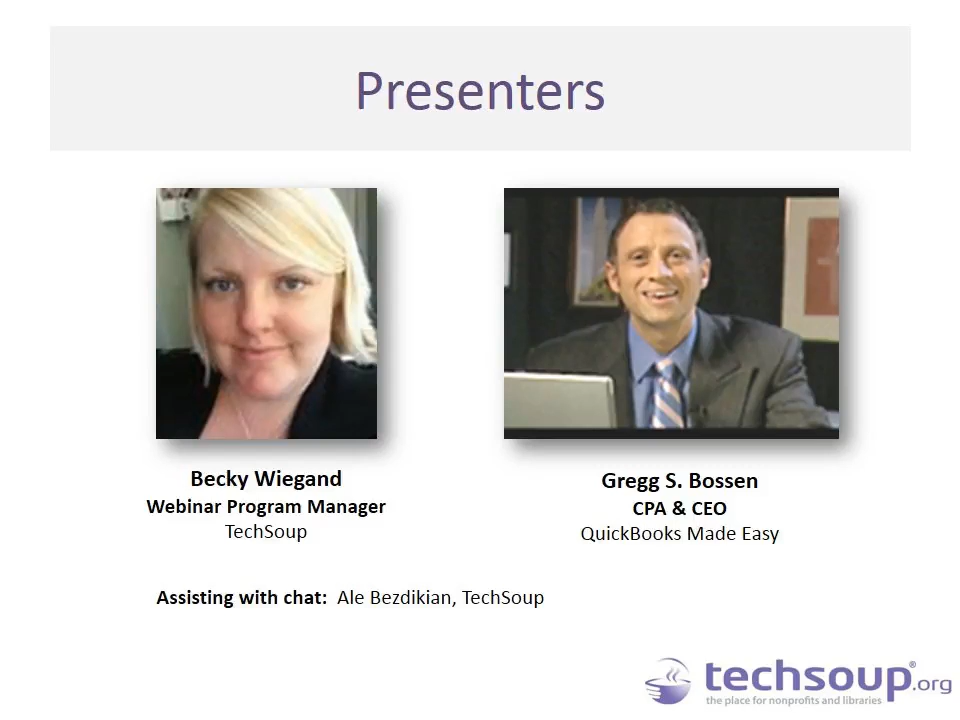 Presenters
Becky Wiegand
Webinar Program Manager
TechSoup
Gregg S. Bossen
CPA & CEO
QuickBooks Made Easy
Assisting with chat: Ale Bezdikian, TechSoup
techsoup®.org
the place for nonprofits and libraries